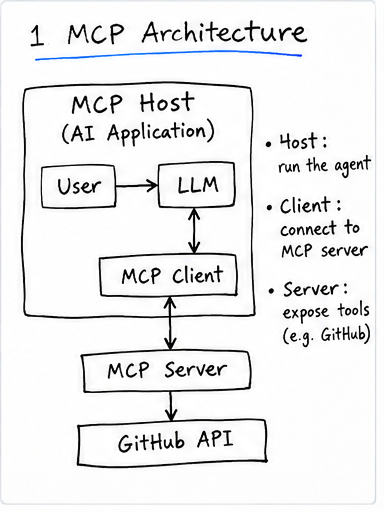 1 MCP Architecture
MCP Host
(AI Application)
User
LLM
MCP Client
MCP Server
GitHub API
• Host :
run the agent
• Client :
connect to
MCP server
• Server :
expose tools
(e.g. GitHub)